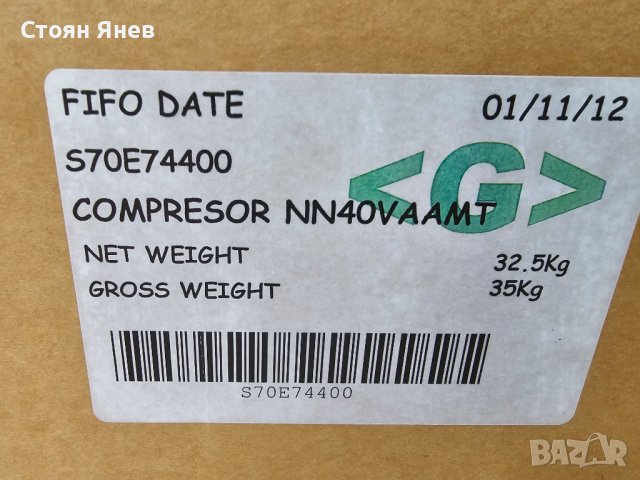 Стоян Янев
FIFO DATE 01/11/12
S70E74400
<G>
COMPRESOR NN40VAAMT
NET WEIGHT 32.5Kg
GROSS WEIGHT 35Kg
S70E74400
BAZAR